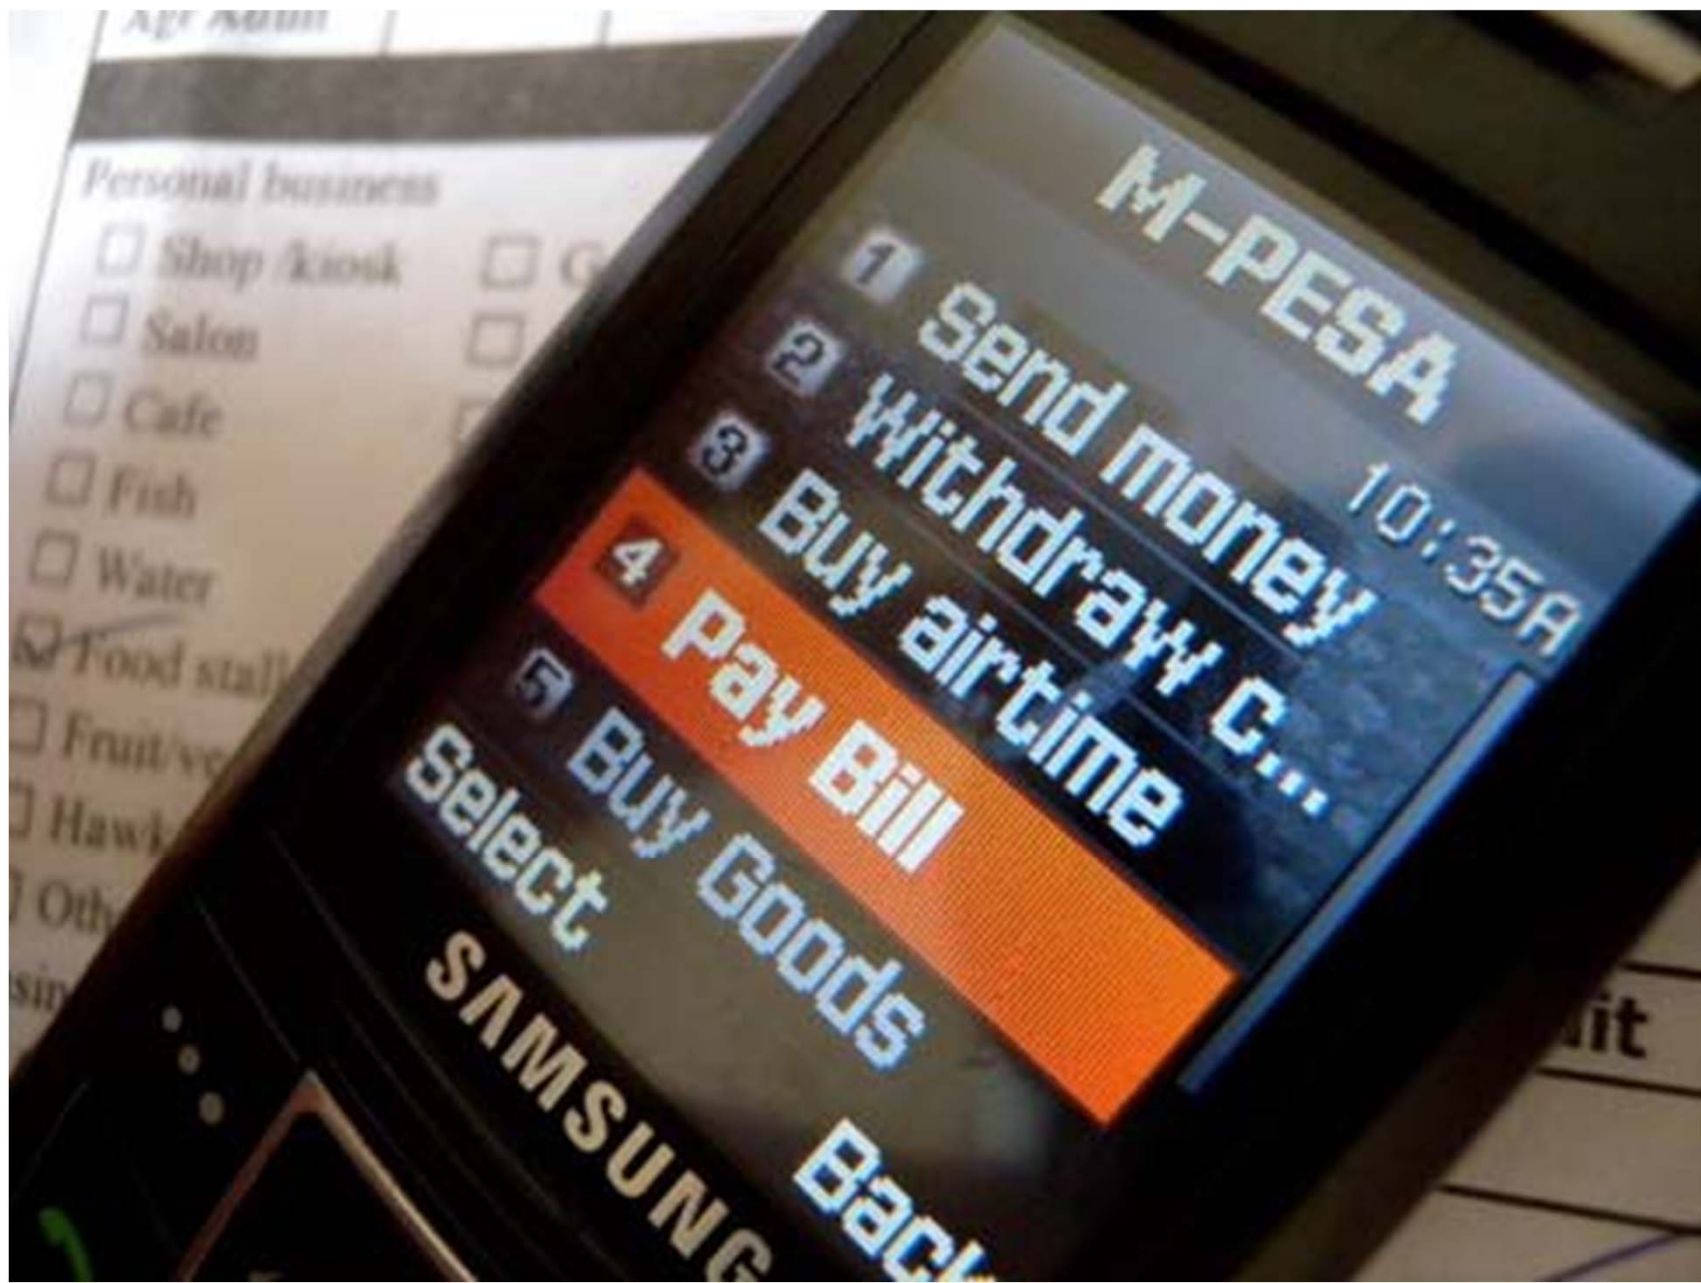 Personal business
Shop /kiosk
Salon
Cafe
Fish
Water
Food stall
M-PESA
10:35A
1 Send money
2 Withdraw c...
3 Buy airtime
4 Pay Bill
5 Buy Goods
Select
Back
SAMSUNG